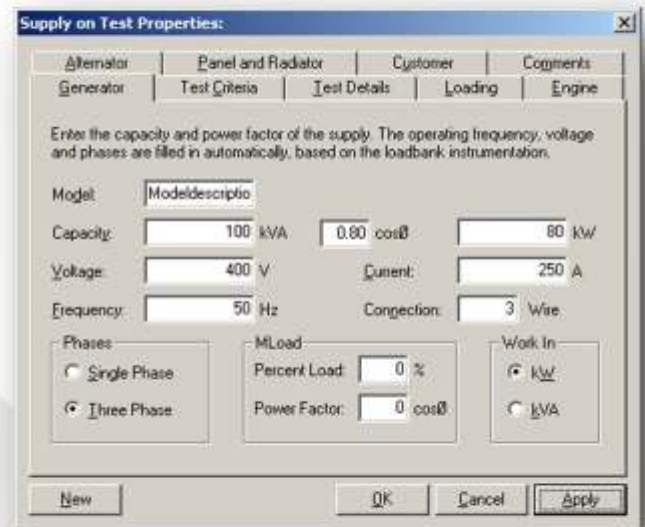 Supply on Test Properties:
Alternator Panel and Radiator Customer Comments
Generator Test Criteria Test Details Loading Engine
Enter the capacity and power factor of the supply. The operating frequency, voltage
and phases are filled in automatically, based on the loadbank instrumentation.
Model: Modeldescriptio
Capacity: 100 kVA 0.80 cosØ 80 kW
Voltage: 400 V Current: 250 A
Frequency: 50 Hz Connection: 3 Wire
Phases MLoad Work In
Single Phase Percent Load: 0 % kW
Three Phase Power Factor: 0 cosØ kVA
New OK Cancel Apply